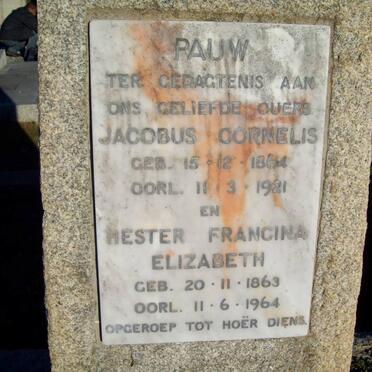 PAUW
TER GEDAGTENIS AAN
ONS GELIEFDE OUERS
JACOBUS CORNELIS
GEB. 15·12·1864
OORL. 11·3·1921
EN
HESTER FRANCINA
ELIZABETH
GEB. 20·11·1863
OORL. 11·6·1964
OPGEROEP TOT HOËR DIENS.